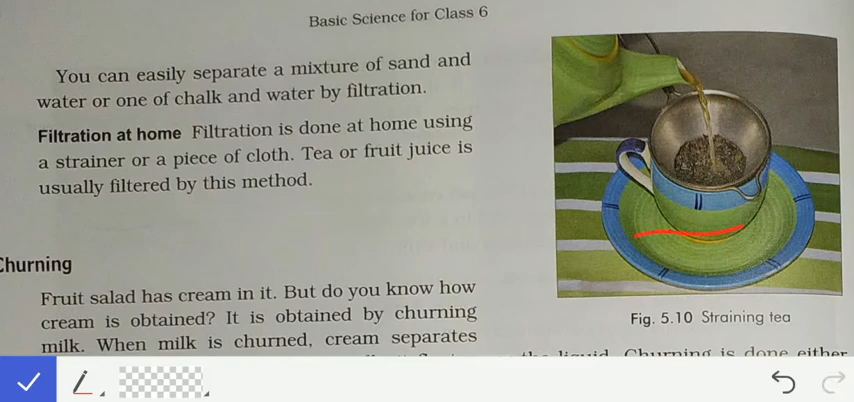 Basic Science for Class 6
You can easily separate a mixture of sand and
water or one of chalk and water by filtration.
Filtration at home Filtration is done at home using
a strainer or a piece of cloth. Tea or fruit juice is
usually filtered by this method.
Churning
Fruit salad has cream in it. But do you know how
cream is obtained? It is obtained by churning
milk. When milk is churned, cream separates
Fig. 5.10 Straining tea
the liquid. Churning is done either